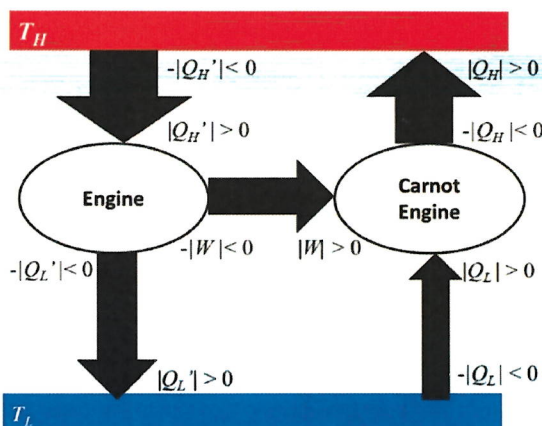 T_H
-|Q_H'|< 0
|Q_H| > 0
|Q_H'| > 0
-|Q_H|< 0
Engine
Carnot
Engine
-|W|< 0
|W| > 0
-|Q_L'|< 0
|Q_L| > 0
|Q_L'| > 0
-|Q_L|< 0
T_L